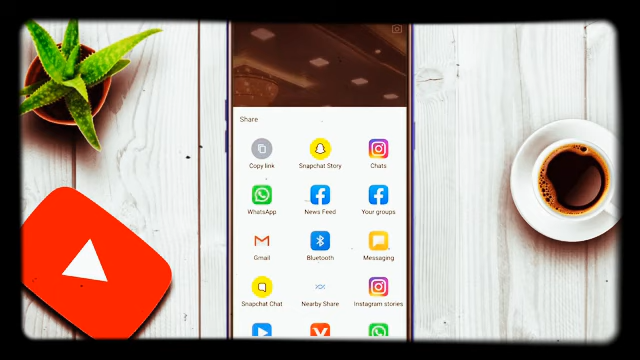 Share
Copy link
Snapchat Story
Chats
WhatsApp
News Feed
Your groups
Gmail
Bluetooth
Messaging
Snapchat Chat
Nearby Share
Instagram stories